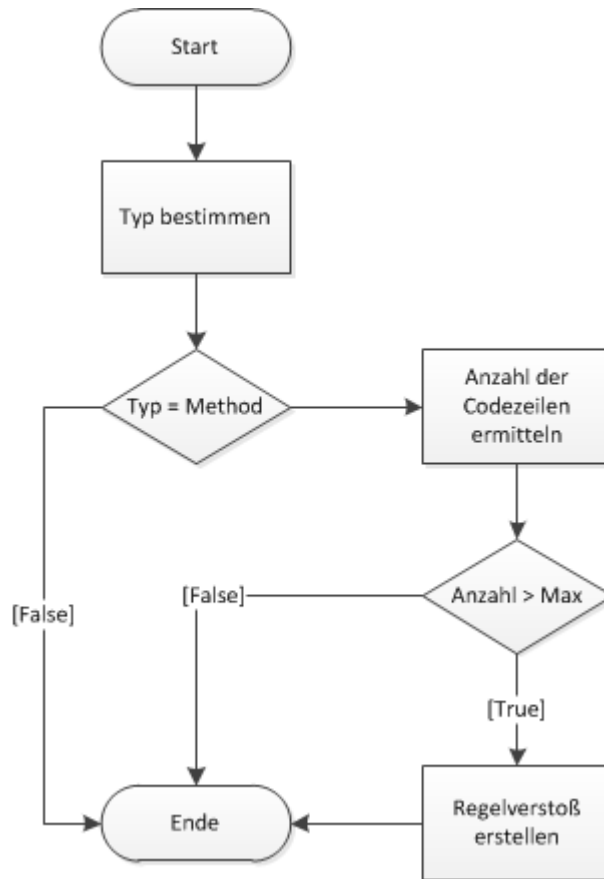 Start
Typ bestimmen
Typ = Method
Anzahl der
Codezeilen
ermitteln
[False]
[False]
Anzahl > Max
[True]
Ende
Regelverstoß
erstellen